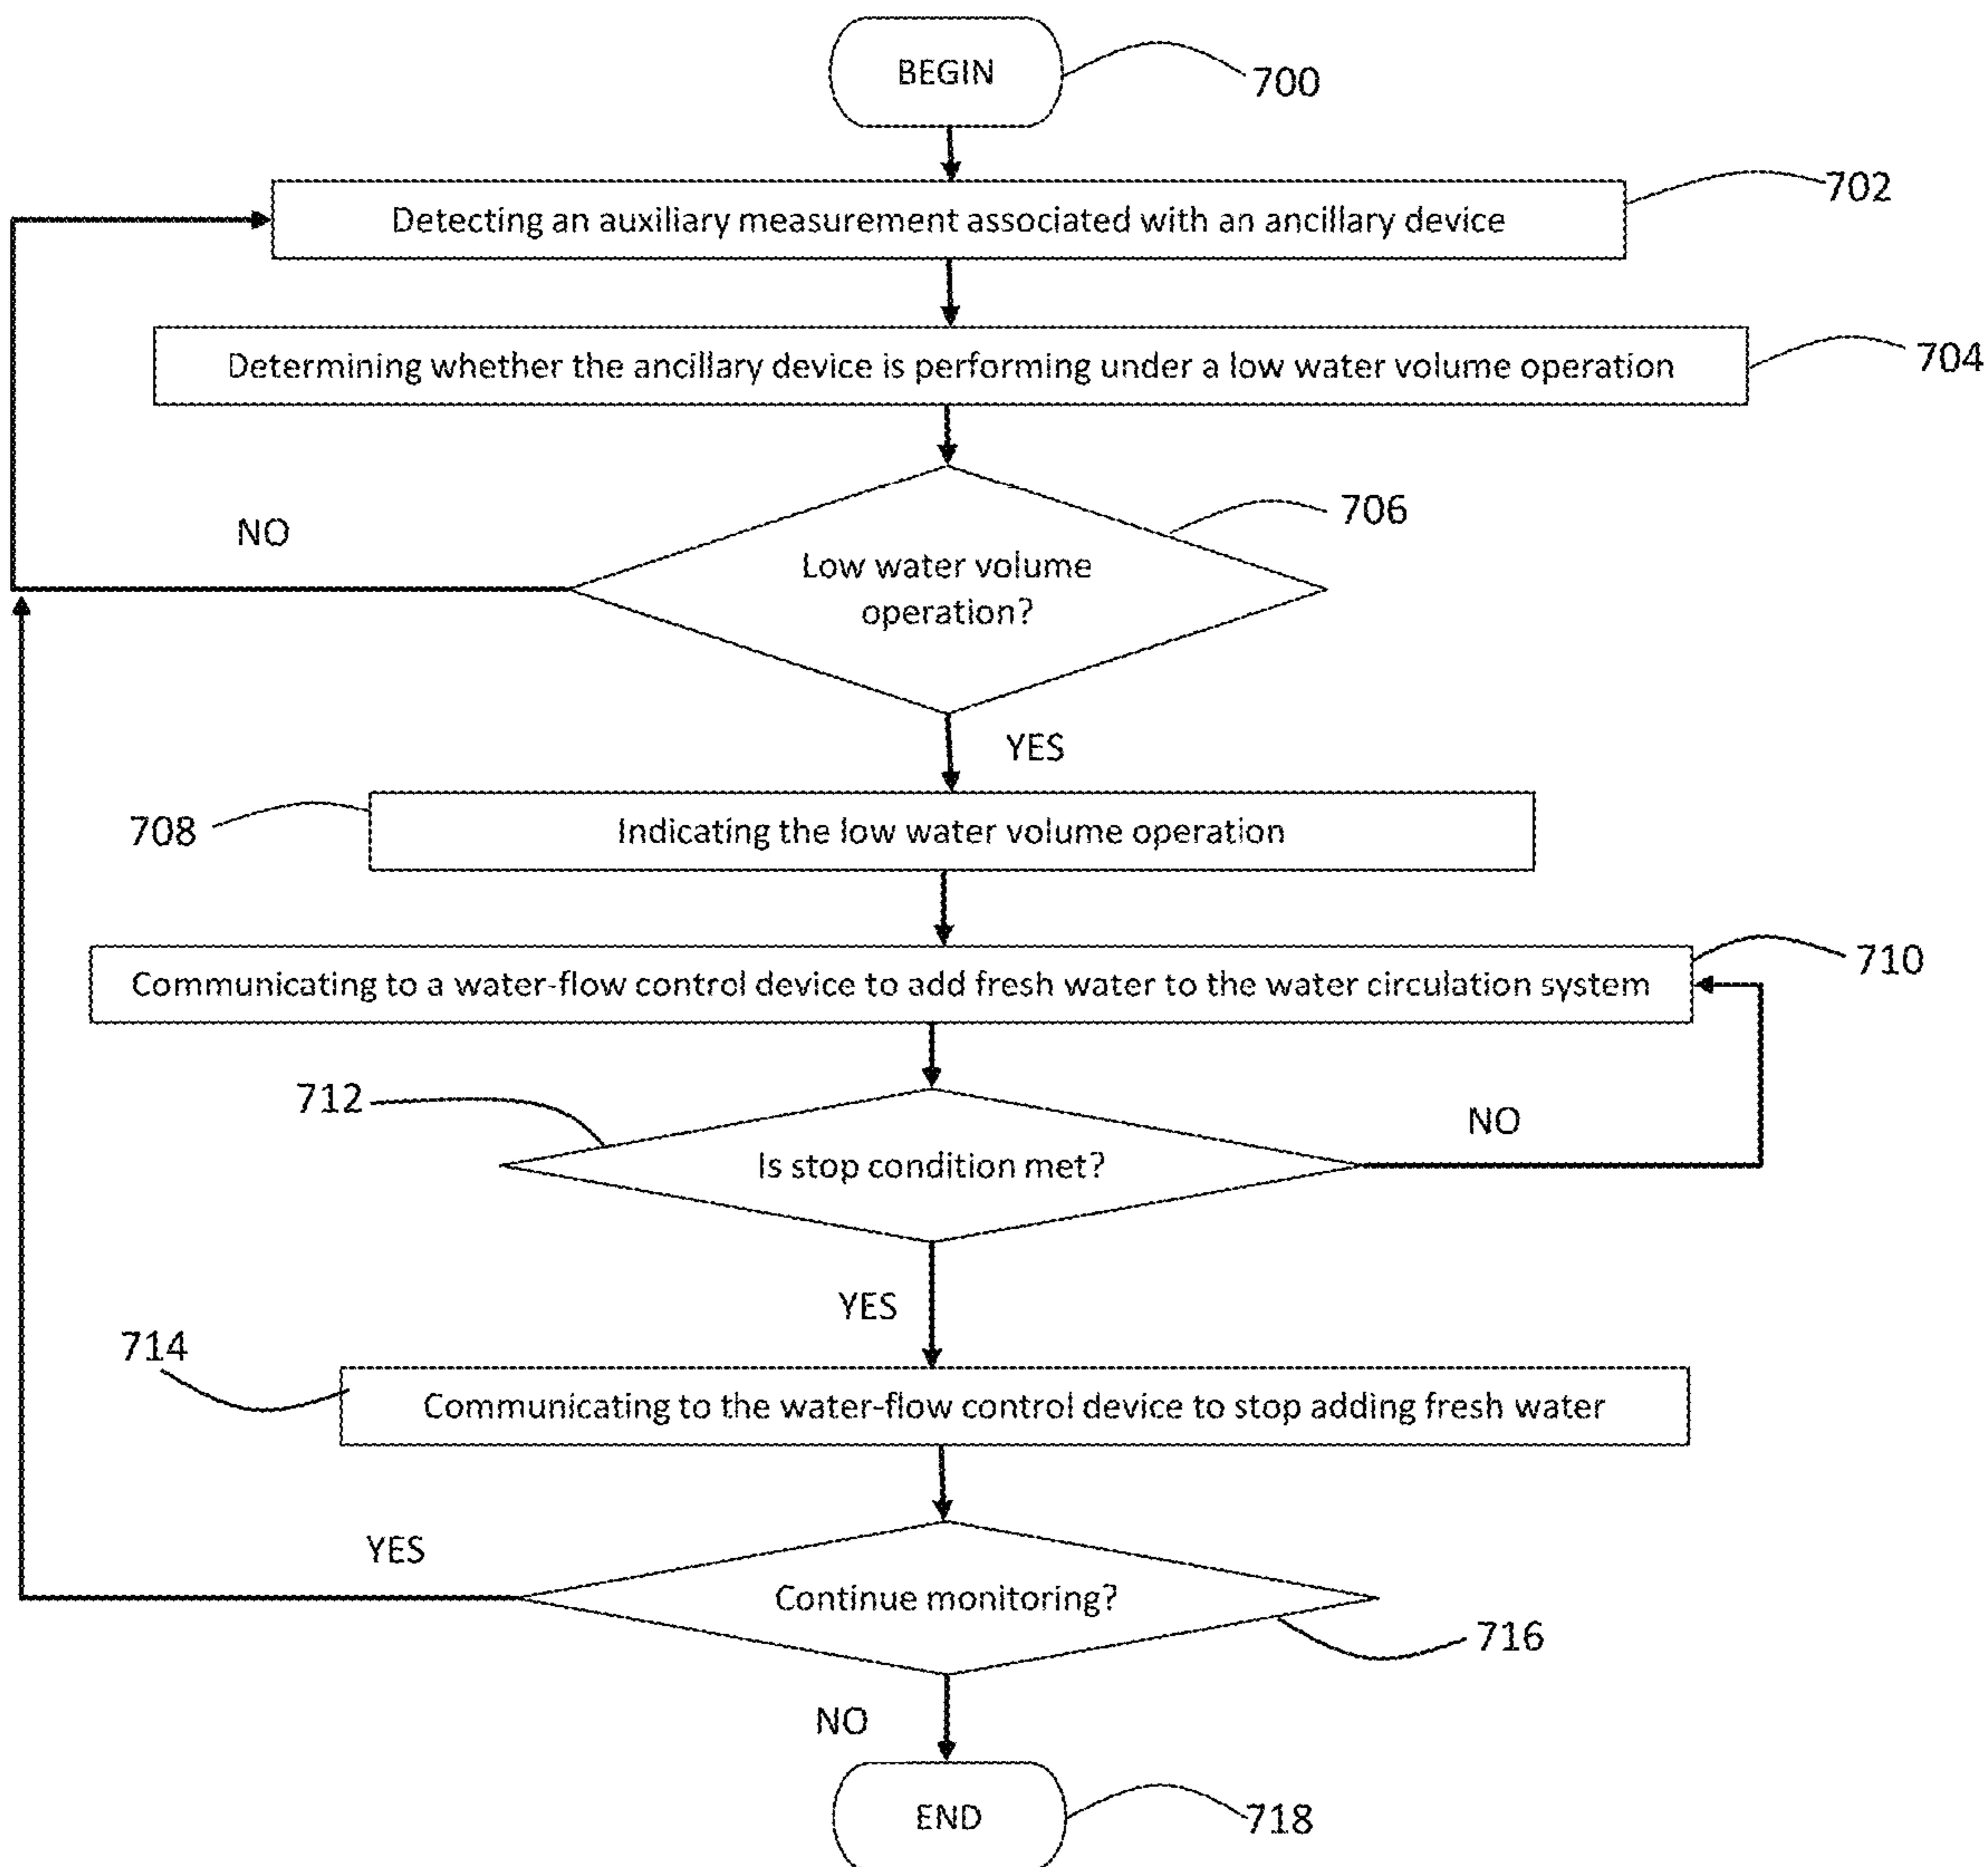 BEGIN
700
702
Detecting an auxiliary measurement associated with an ancillary device
704
Determining whether the ancillary device is performing under a low water volume operation
706
NO
Low water volume
operation?
YES
708
Indicating the low water volume operation
710
Communicating to a water-flow control device to add fresh water to the water circulation system
712
NO
Is stop condition met?
YES
714
Communicating to the water-flow control device to stop adding fresh water
YES
Continue monitoring?
716
NO
END
718